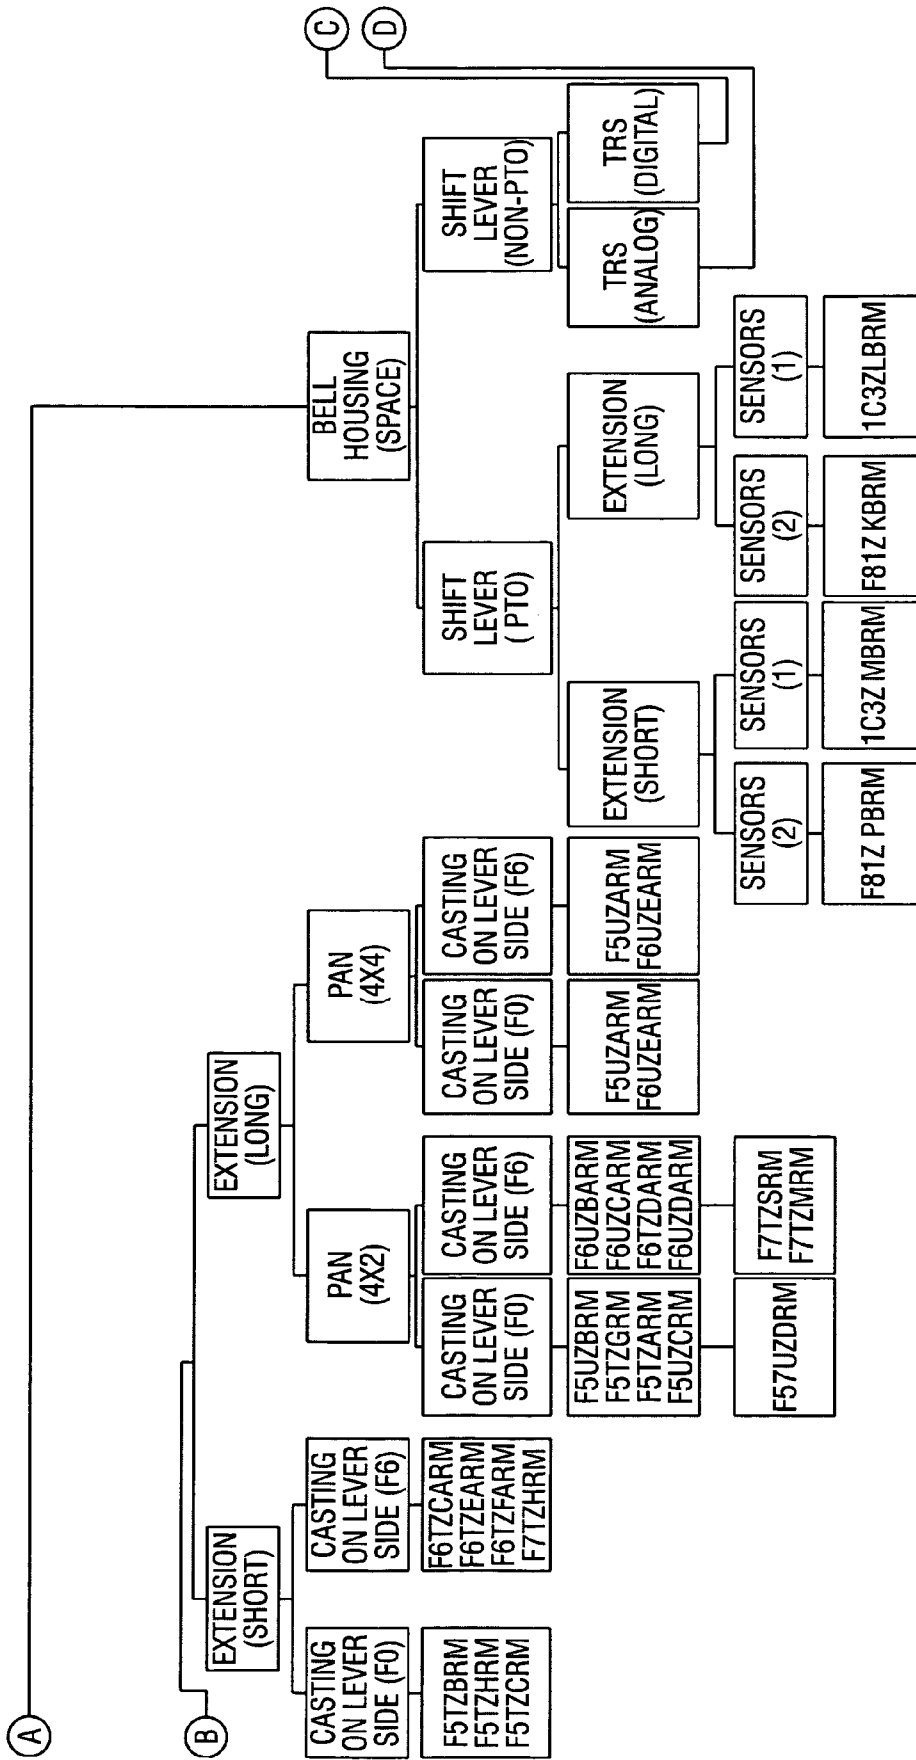 A
B
EXTENSION
(SHORT)
CASTING
ON LEVER
SIDE (F0)
F5TZBRM
F5TZHRM
F5TZCRM
CASTING
ON LEVER
SIDE (F6)
F6TZCARM
F6TZEARM
F6TZFARM
F7TZHRM
EXTENSION
(LONG)
PAN
(4X2)
CASTING
ON LEVER
SIDE (F0)
F5UZBRM
F5TZGRM
F5TZARM
F5UZCRM
F57UZDRM
CASTING
ON LEVER
SIDE (F6)
F6UZBARM
F6UZCARM
F6TZDARM
F6UZDARM
F7TZSRM
F7TZMRM
PAN
(4X4)
CASTING
ON LEVER
SIDE (F0)
F5UZARM
F6UZEARM
CASTING
ON LEVER
SIDE (F6)
F5UZARM
F6UZEARM
BELL
HOUSING
(SPACE)
SHIFT
LEVER
( PTO)
EXTENSION
(SHORT)
SENSORS
(2)
F81Z PBRM
SENSORS
(1)
1C3Z MBRM
EXTENSION
(LONG)
SENSORS
(2)
F81Z KBRM
SENSORS
(1)
1C3ZLBRM
SHIFT
LEVER
(NON-PTO)
TRS
(ANALOG)
TRS
(DIGITAL)
C
D